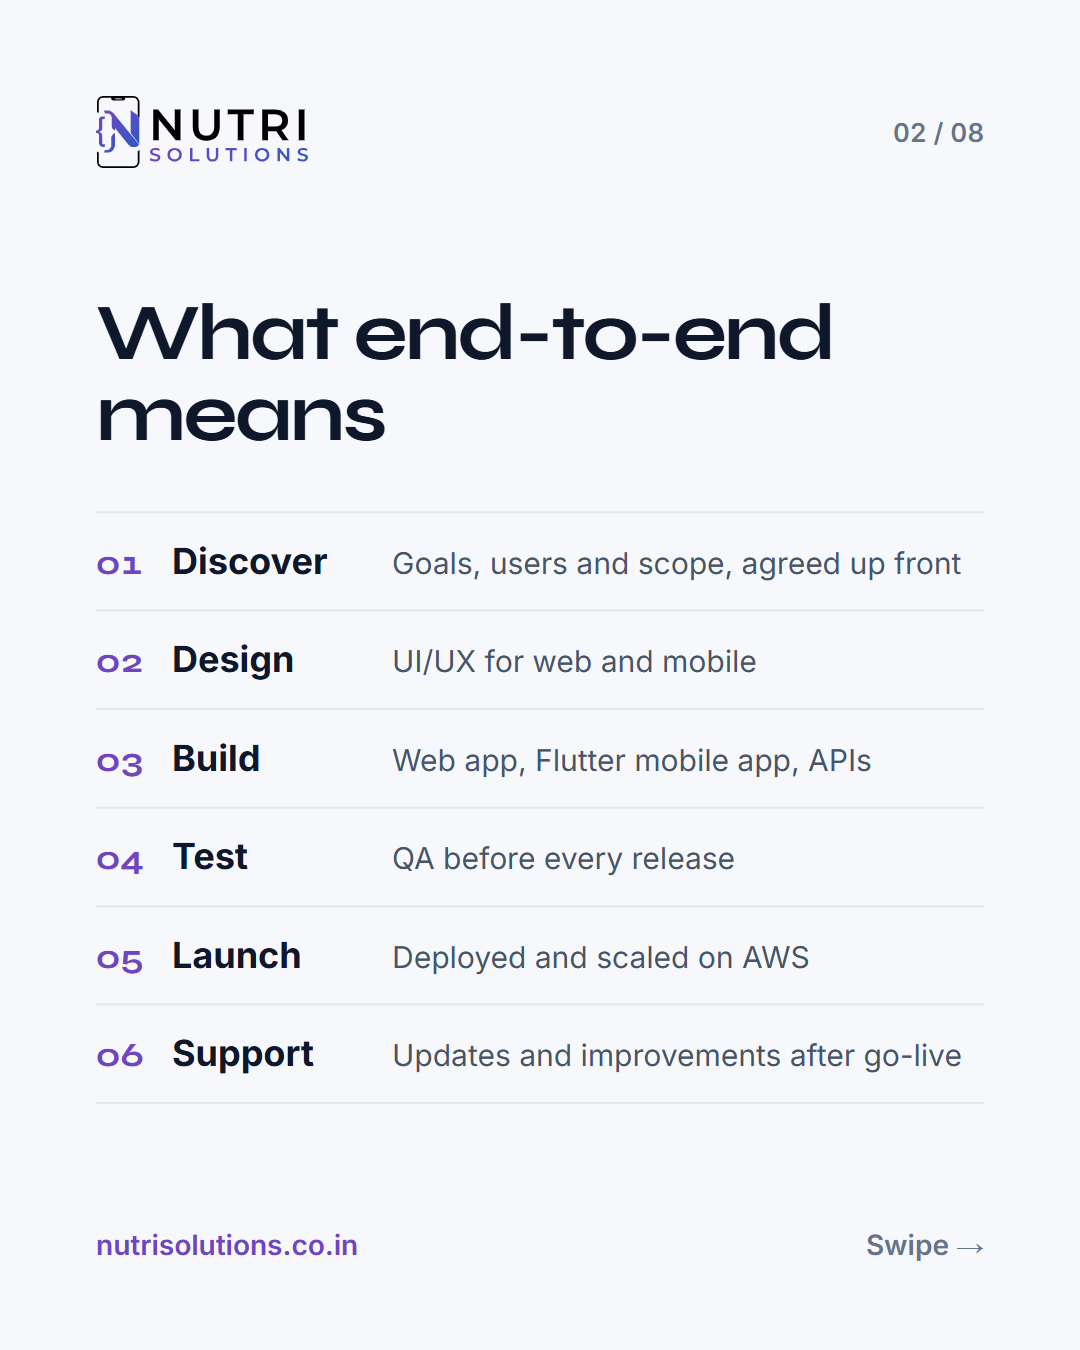 {N NUTRI
SOLUTIONS
02 / 08
What end-to-end
means
01 Discover Goals, users and scope, agreed up front
02 Design UI/UX for web and mobile
03 Build Web app, Flutter mobile app, APIs
04 Test QA before every release
05 Launch Deployed and scaled on AWS
06 Support Updates and improvements after go-live
nutrisolutions.co.in
Swipe →